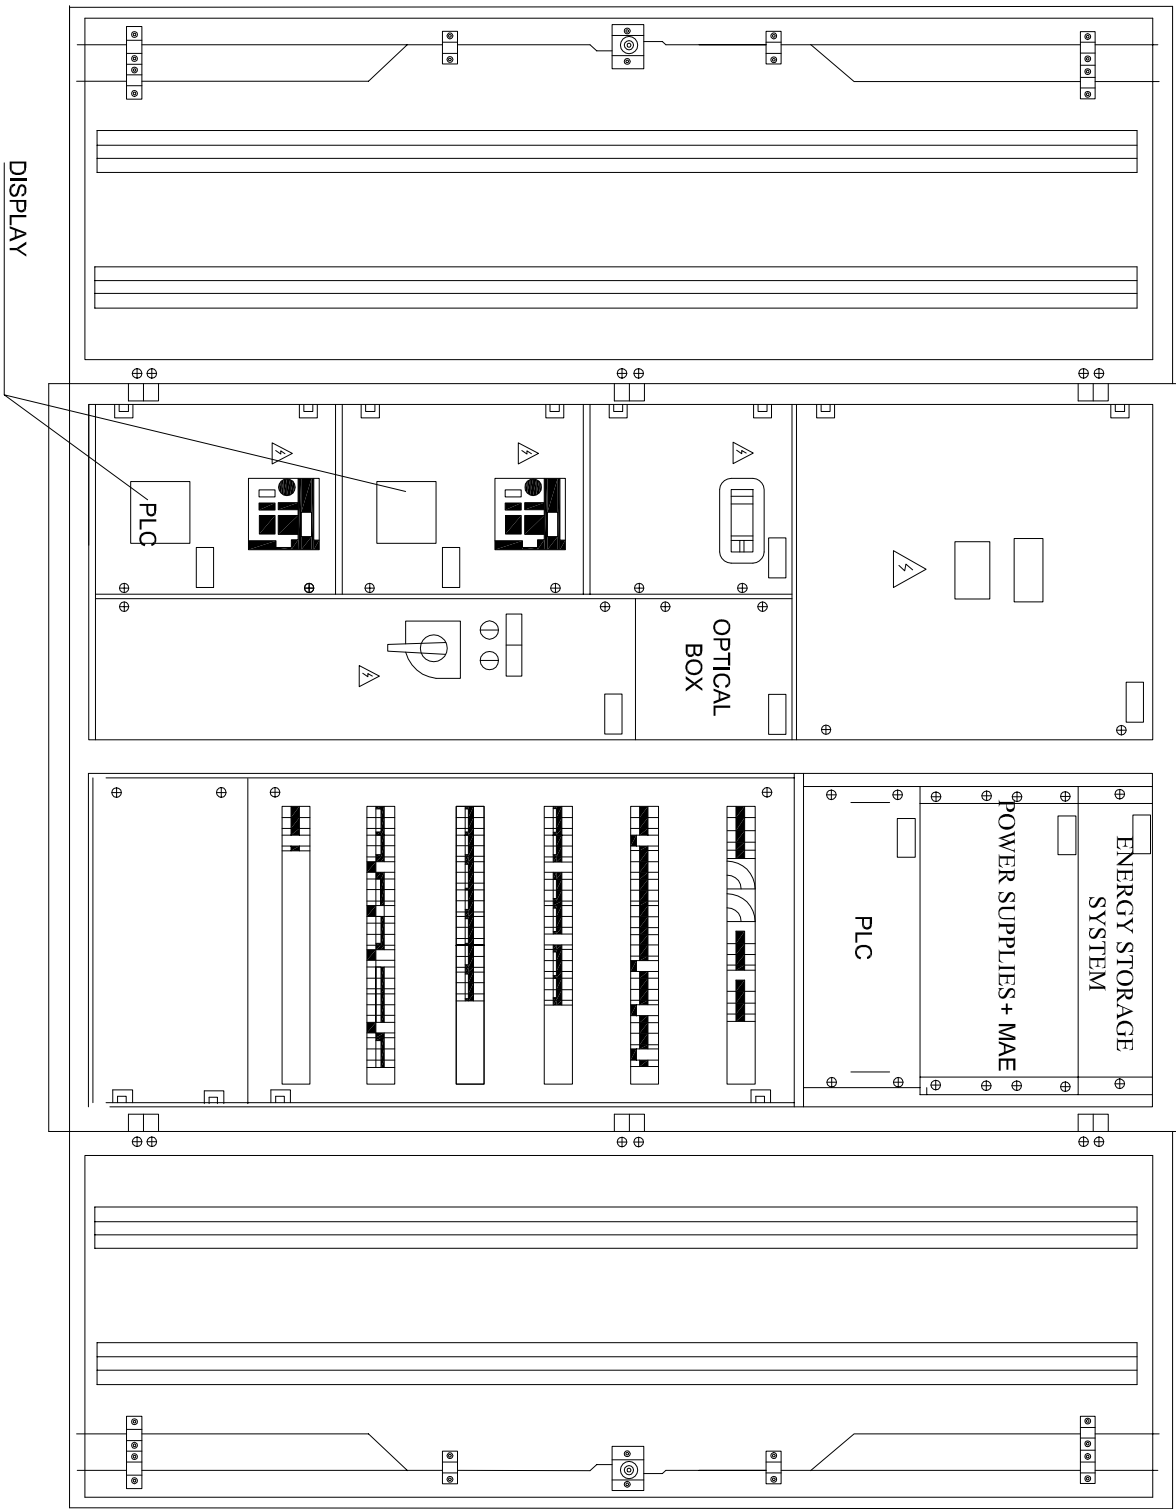 DISPLAY
PLC
OPTICAL
BOX
PLC
POWER SUPPLIES+ MAE
ENERGY STORAGE
SYSTEM